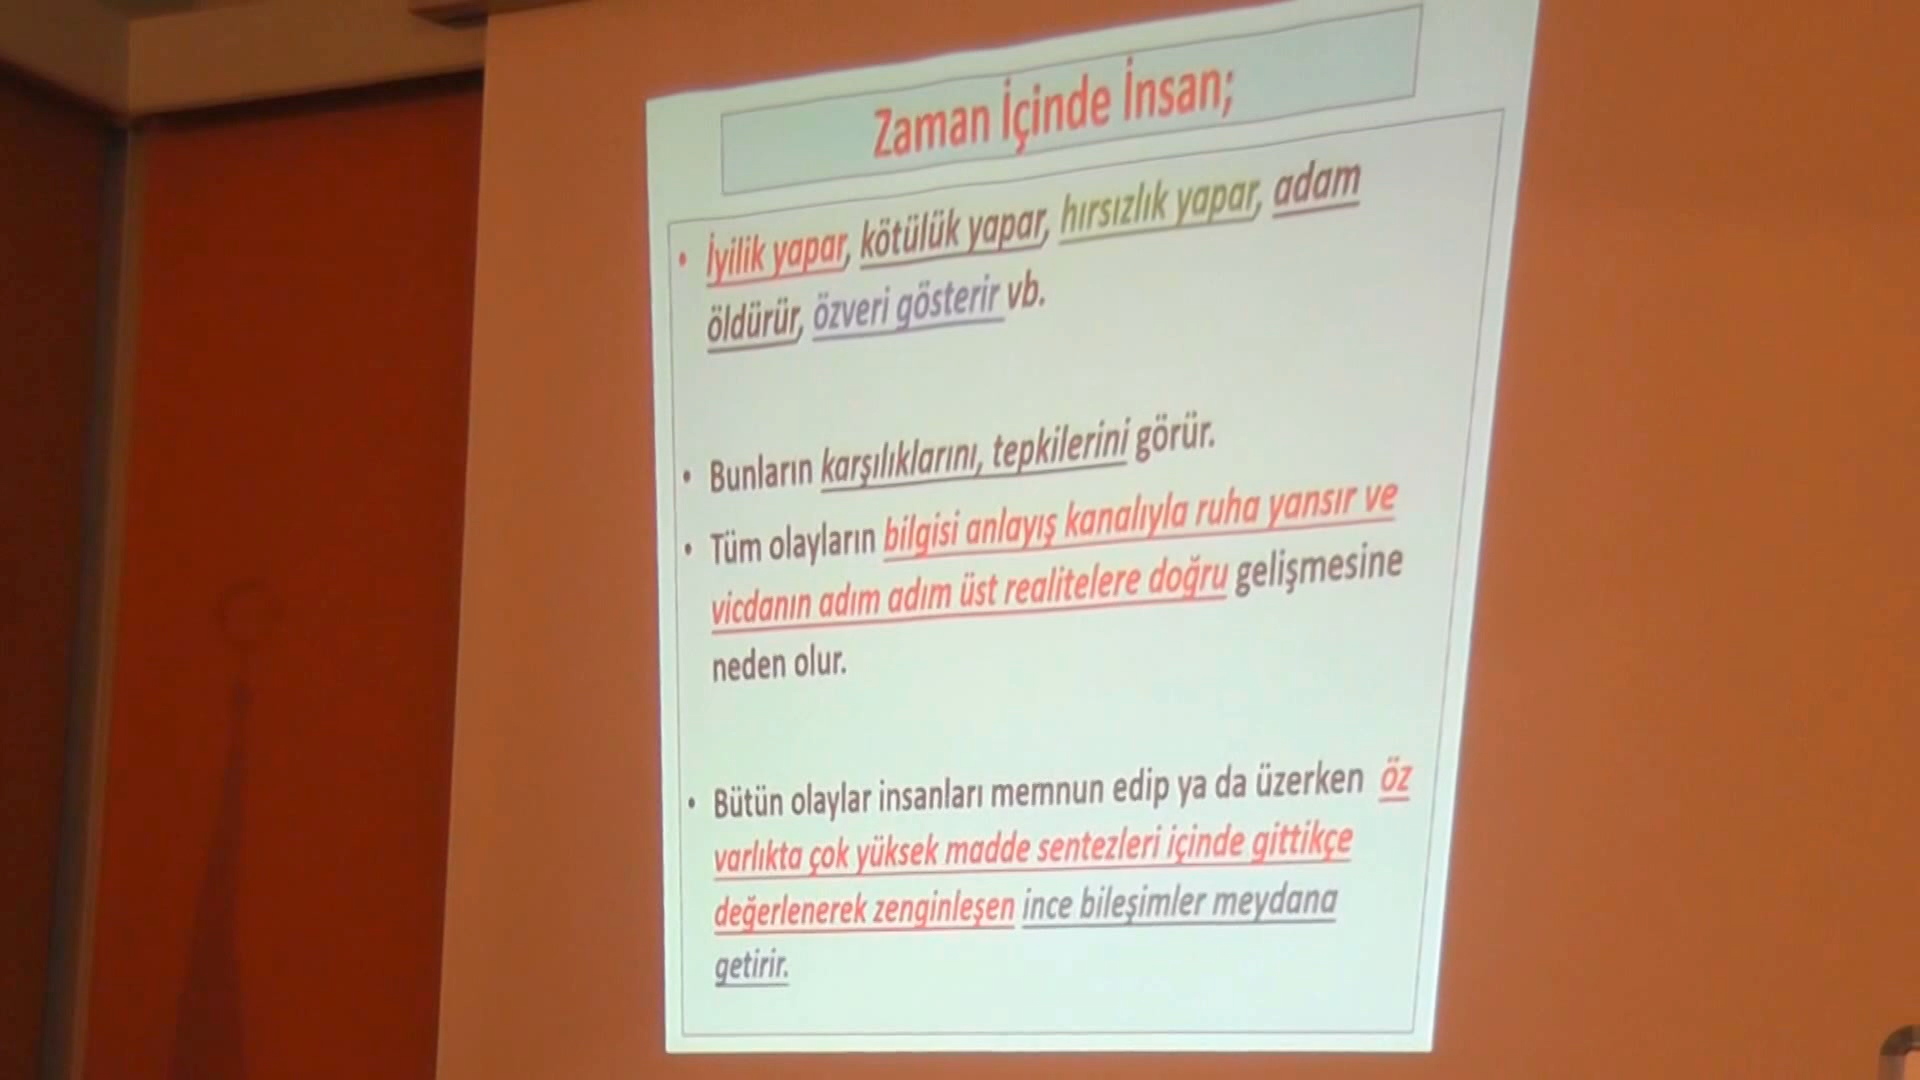 Zaman İçinde İnsan;
• İyilik yapar, kötülük yapar, hırsızlık yapar, adam
öldürür, özveri gösterir vb.
• Bunların karşılıklarını, tepkilerini görür.
• Tüm olayların bilgisi anlayış kanalıyla ruha yansır ve
vicdanın adım adım üst realitelere doğru gelişmesine
neden olur.
• Bütün olaylar insanları memnun edip ya da üzerken öz
varlıkta çok yüksek madde sentezleri içinde gittikçe
değerlenerek zenginleşen ince bileşimler meydana
getirir.